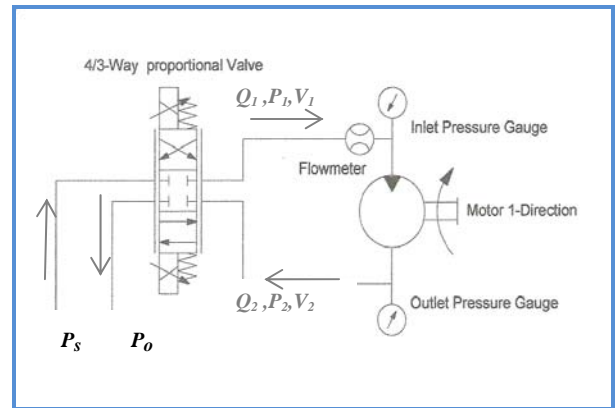 4/3-Way proportional Valve
Q1 ,P1,V1
Inlet Pressure Gauge
Flowmeter
Motor 1-Direction
Q2 ,P2,V2
Outlet Pressure Gauge
Ps Po